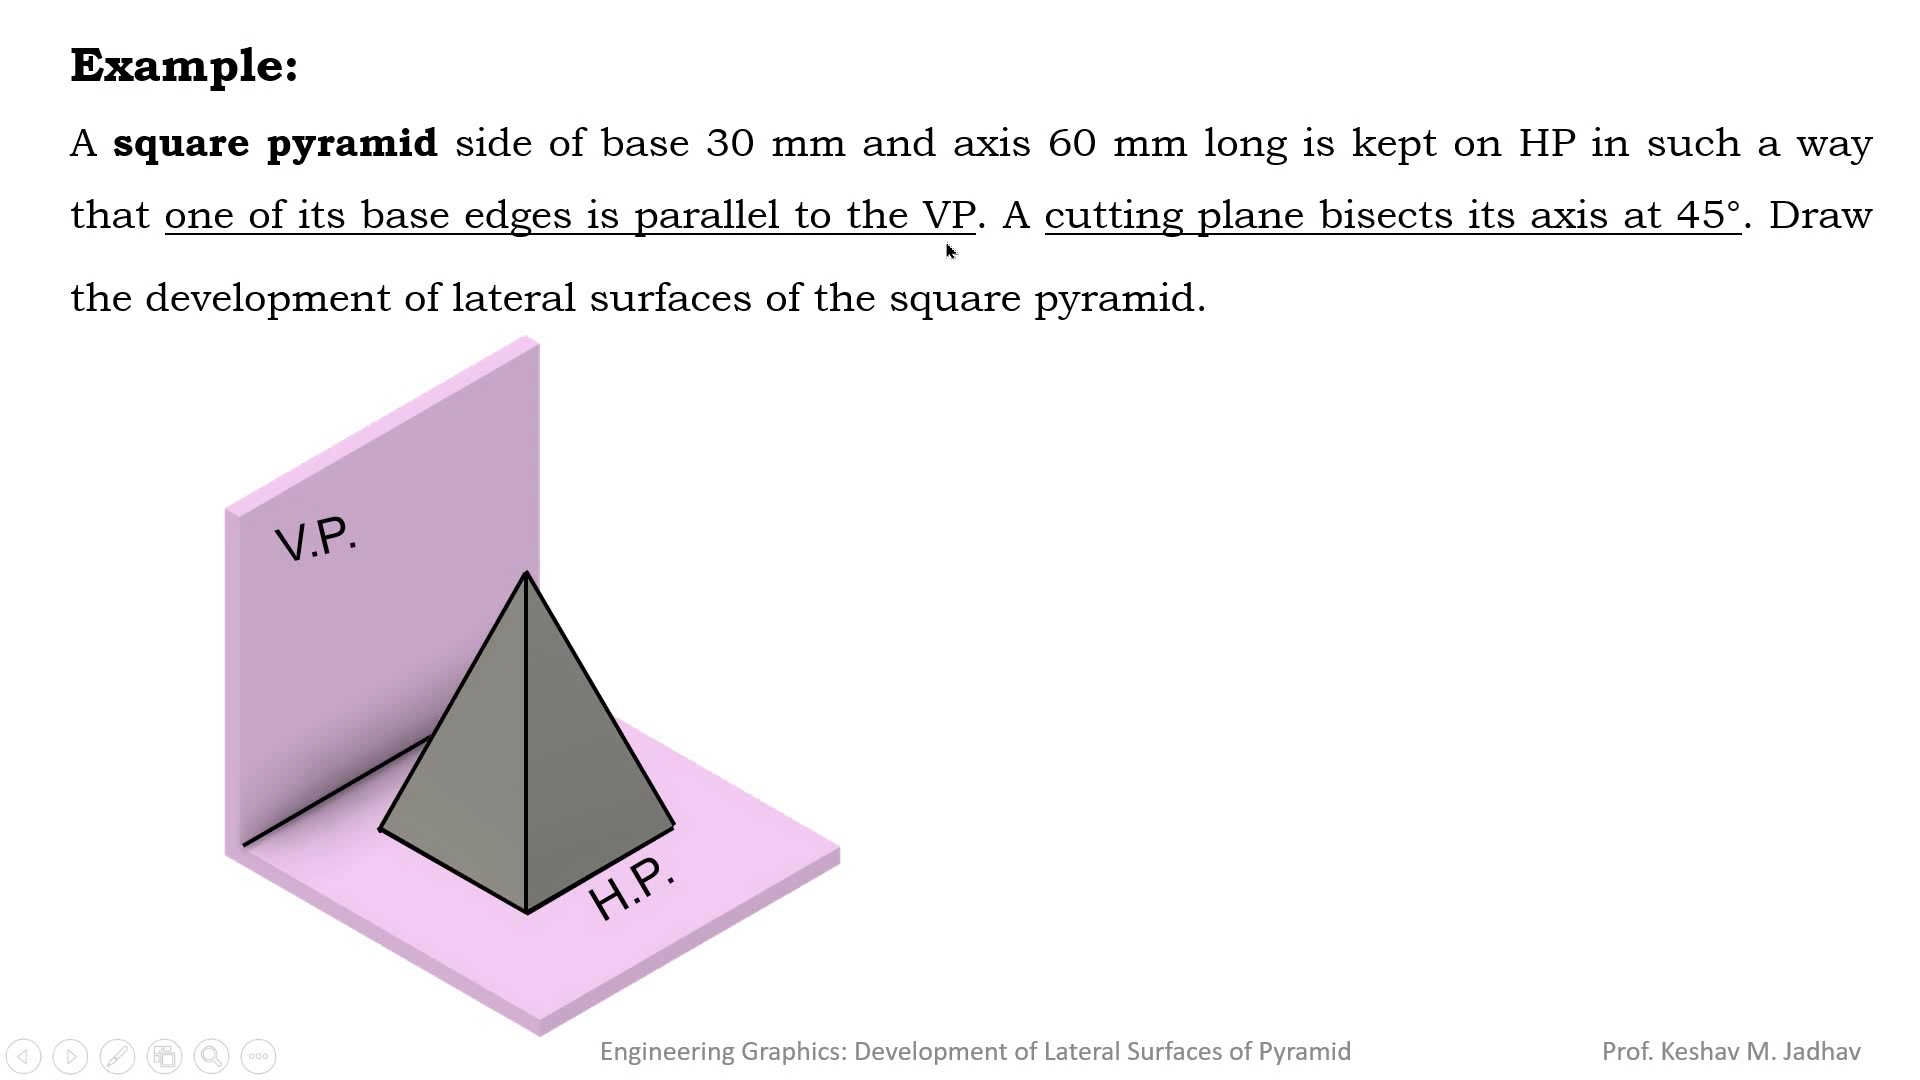 Example:
A square pyramid side of base 30 mm and axis 60 mm long is kept on HP in such a way
that one of its base edges is parallel to the VP. A cutting plane bisects its axis at 45°. Draw
the development of lateral surfaces of the square pyramid.
V.P.
H.P.
Engineering Graphics: Development of Lateral Surfaces of Pyramid
Prof. Keshav M. Jadhav